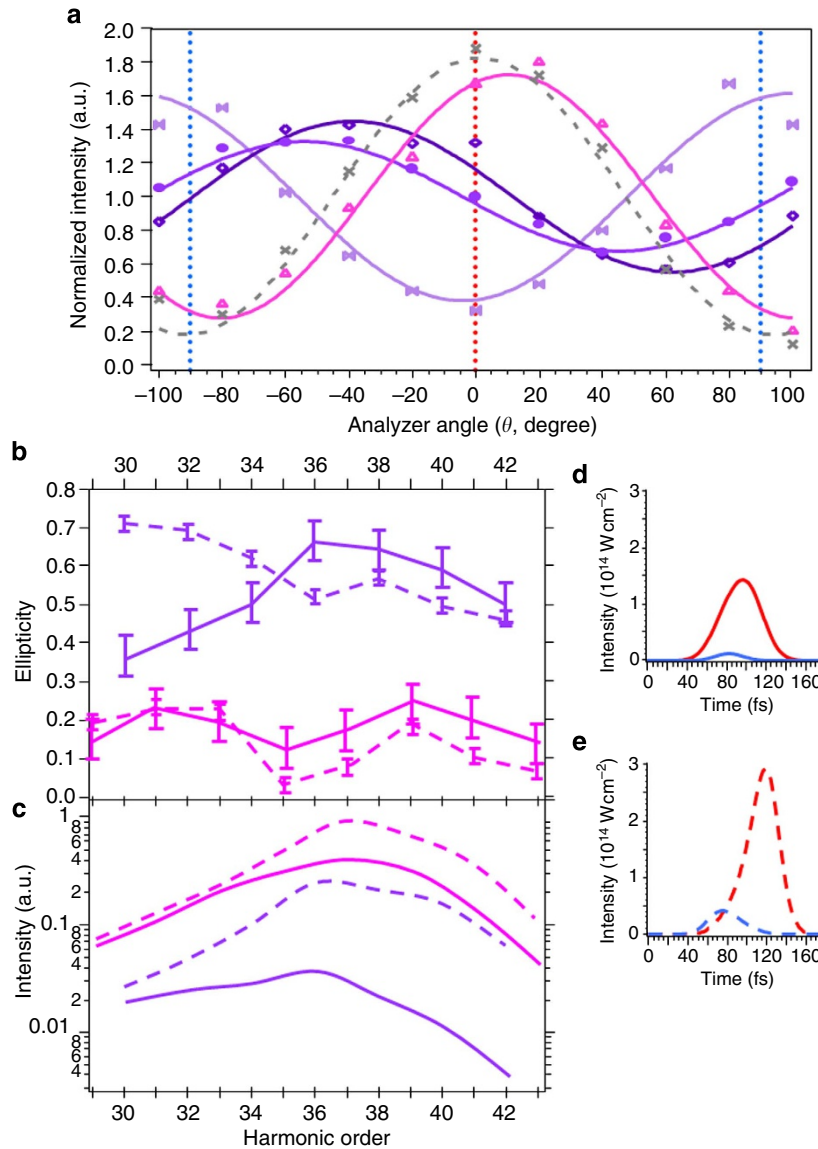 a
2.0
1.8
1.6
1.4
1.2
1.0
0.8
0.6
0.4
0.2
0.0
Normalized intensity (a.u.)
−100 −80 −60 −40 −20 0 20 40 60 80 100
Analyzer angle (θ, degree)
b
30 32 34 36 38 40 42
0.8
0.7
0.6
0.5
0.4
0.3
0.2
0.1
0.0
Ellipticity
c
1
8
6
4
2
0.1
8
6
4
2
0.01
8
6
4
Intensity (a.u.)
30 32 34 36 38 40 42
Harmonic order
d
3
2
1
0
Intensity (10¹⁴ W cm⁻²)
0 40 80 120 160
Time (fs)
e
3
2
1
0
Intensity (10¹⁴ W cm⁻²)
0 40 80 120 160
Time (fs)